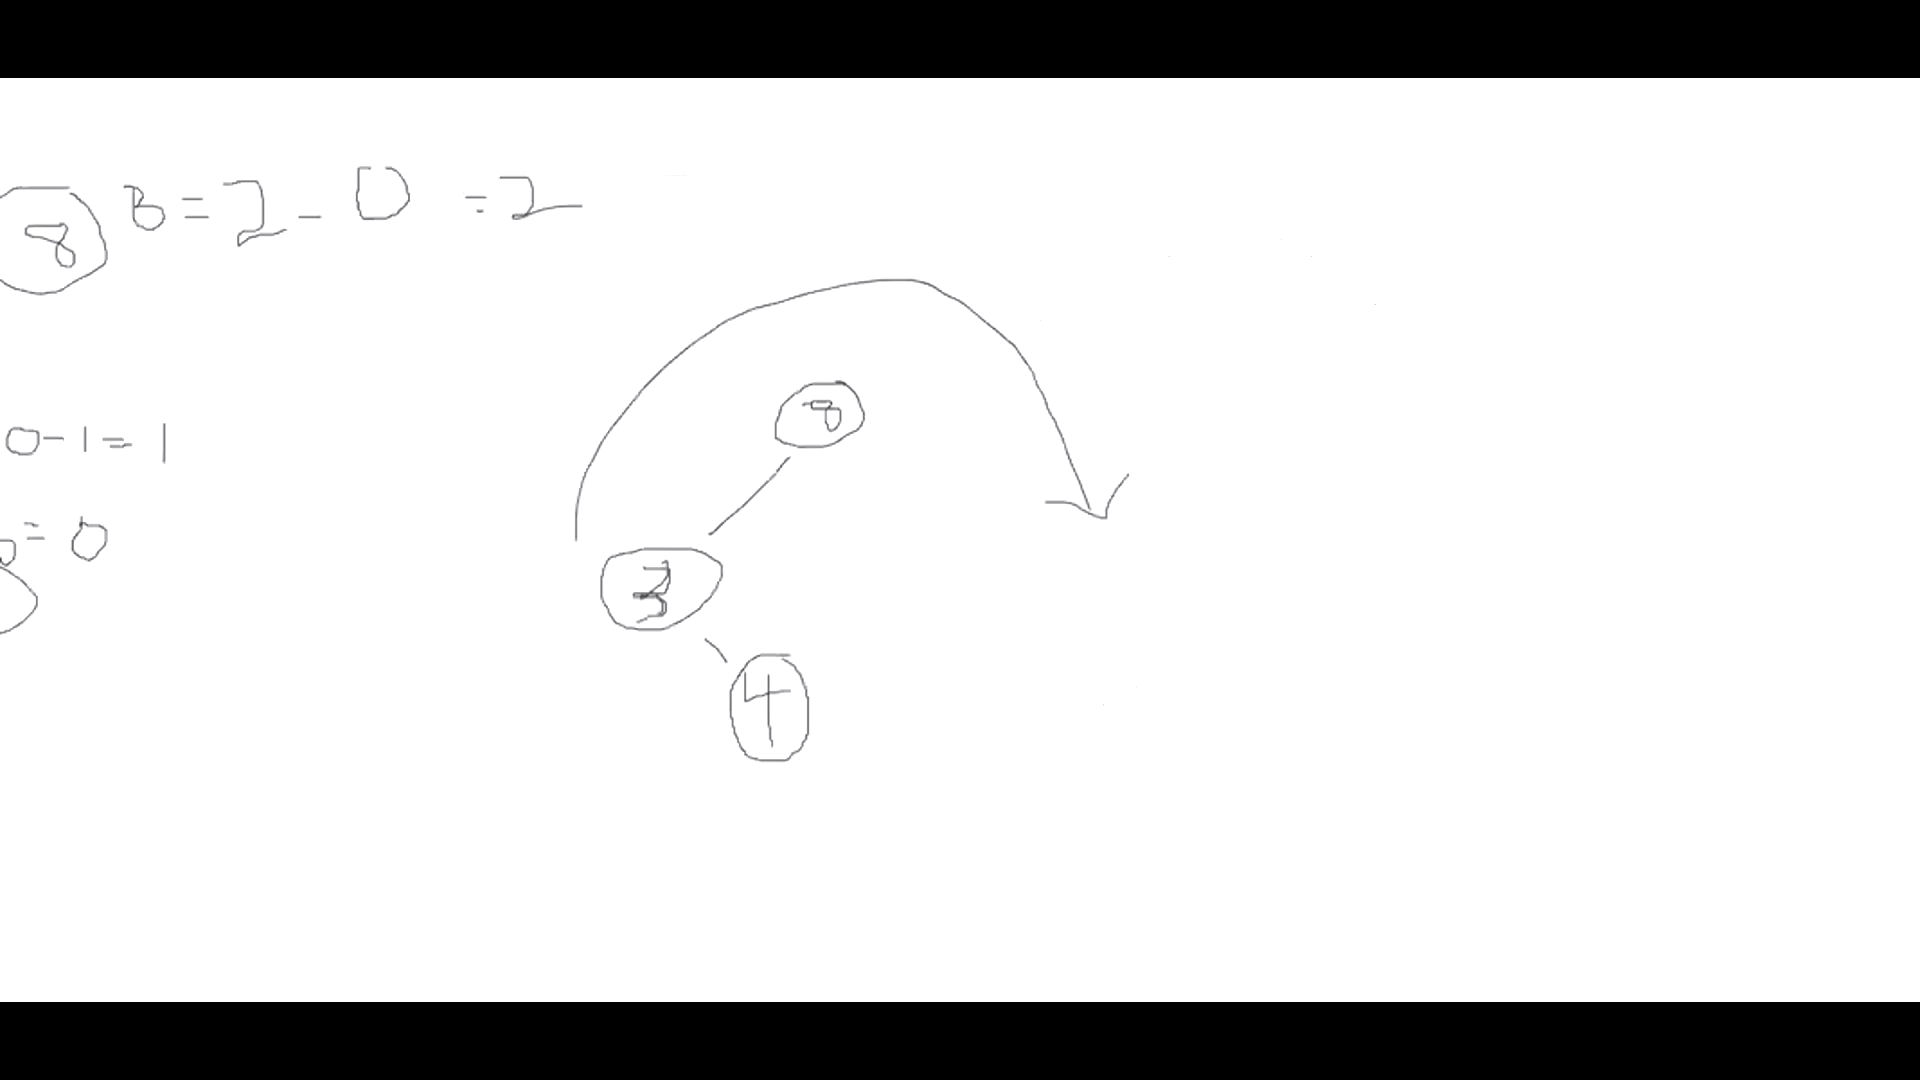 8 B = 2 - 0 = 2
8
0 - 1 = 1
= 0
3
4